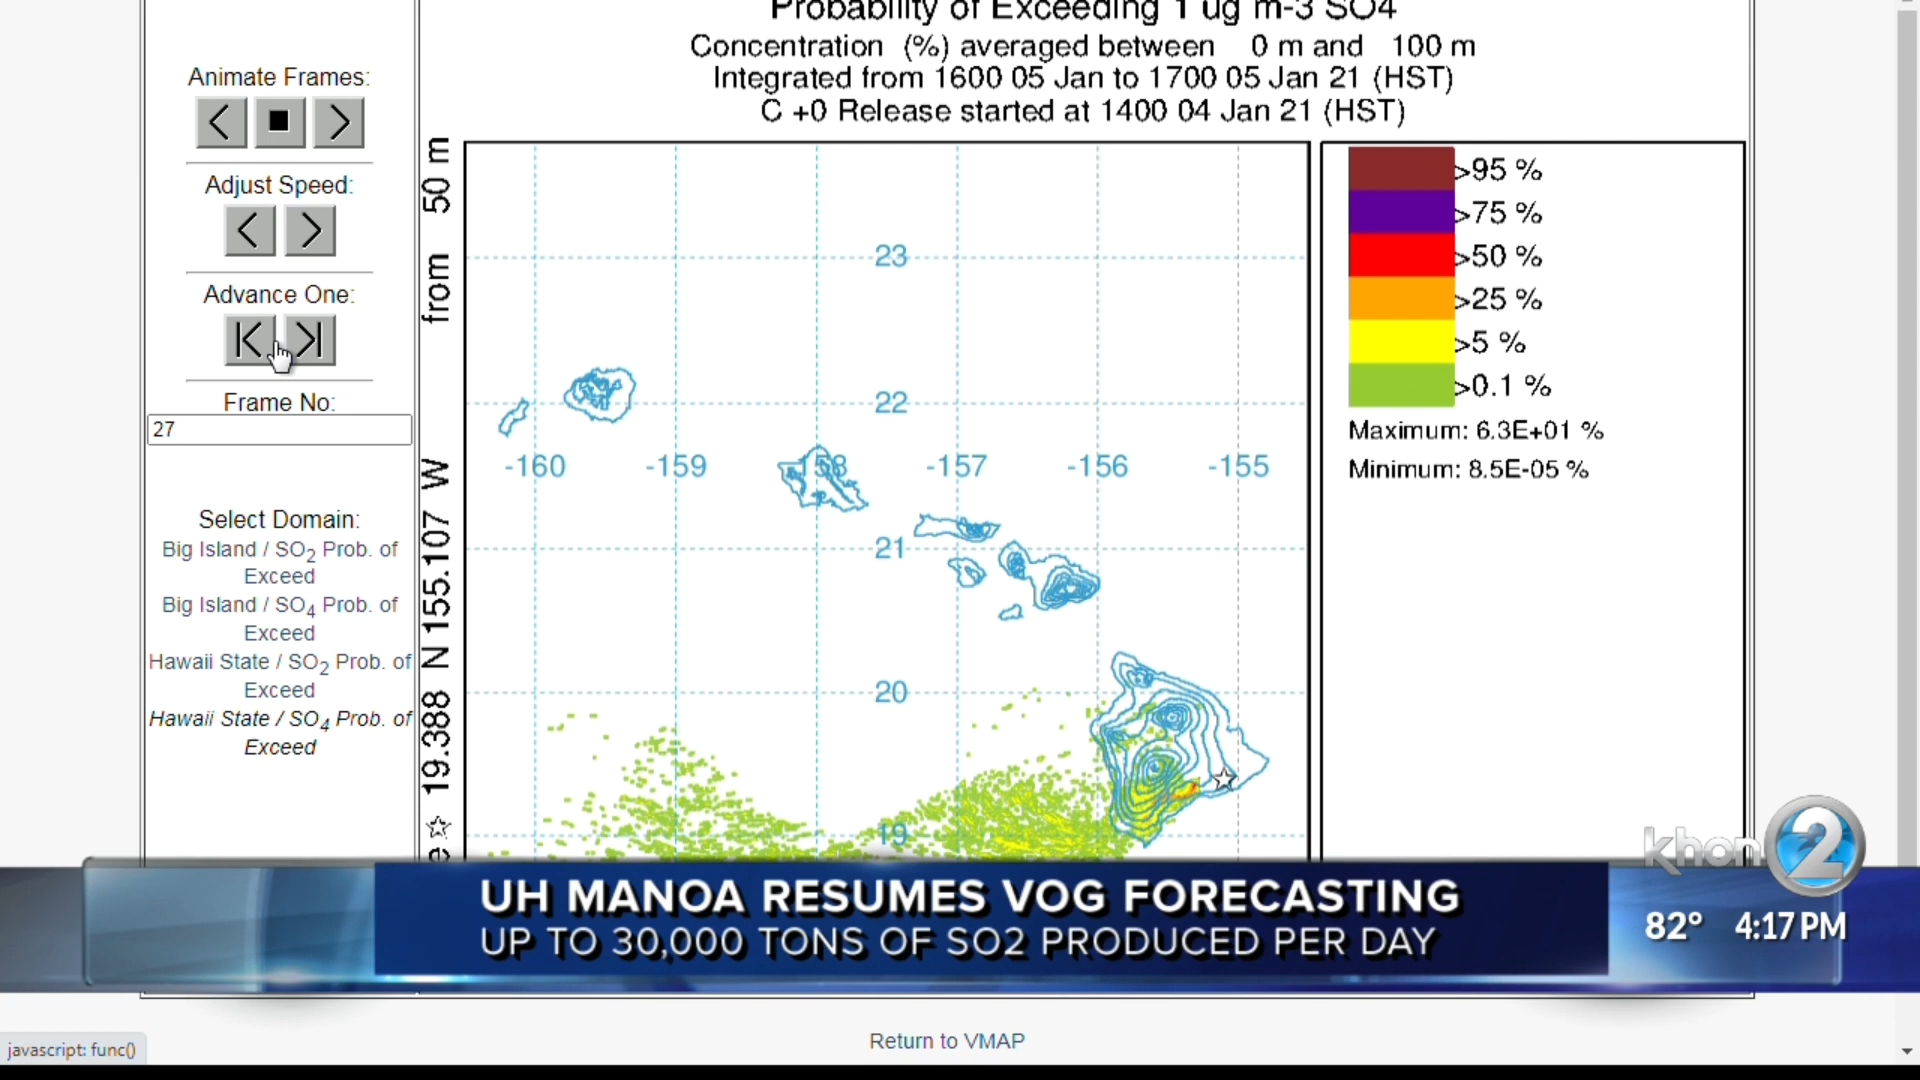 Probability of Exceeding 1 ug m-3 SO4
Concentration (%) averaged between 0 m and 100 m
Integrated from 1600 05 Jan to 1700 05 Jan 21 (HST)
C +0 Release started at 1400 04 Jan 21 (HST)
Animate Frames:
Adjust Speed:
Advance One:
Frame No:
27
Select Domain:
Big Island / SO2 Prob. of
Exceed
Big Island / SO4 Prob. of
Exceed
Hawaii State / SO2 Prob. of
Exceed
Hawaii State / SO4 Prob. of
Exceed
☆ 19.388 N 155.107 W from 50 m
23
22
-160 -159 -158 -157 -156 -155
21
20
19
>95 %
>75 %
>50 %
>25 %
>5 %
>0.1 %
Maximum: 6.3E+01 %
Minimum: 8.5E-05 %
khon 2
UH MANOA RESUMES VOG FORECASTING
UP TO 30,000 TONS OF SO2 PRODUCED PER DAY
82° 4:17 PM
Return to VMAP
javascript: func()